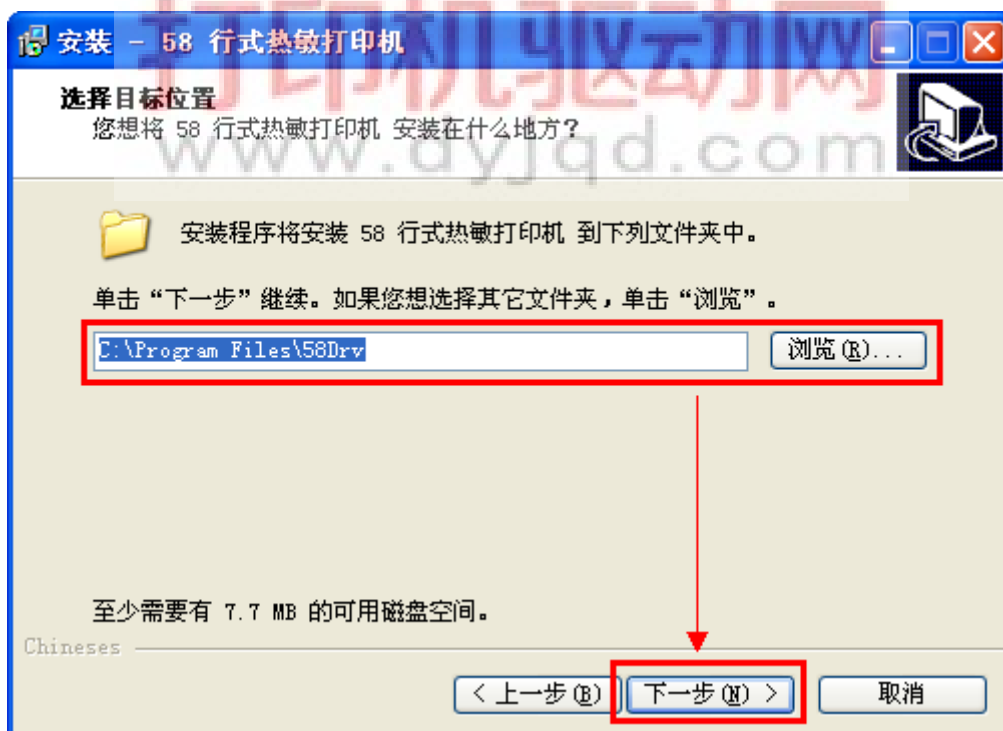 打印机驱动网
www.dyjqd.com
安装 - 58 行式热敏打印机
选择目标位置
您想将 58 行式热敏打印机 安装在什么地方？
安装程序将安装 58 行式热敏打印机 到下列文件夹中。
单击“下一步”继续。如果您想选择其它文件夹，单击“浏览”。
C:\Program Files\58Drv
浏览(R)...
至少需要有 7.7 MB 的可用磁盘空间。
Chineses
< 上一步(B)
下一步(N) >
取消